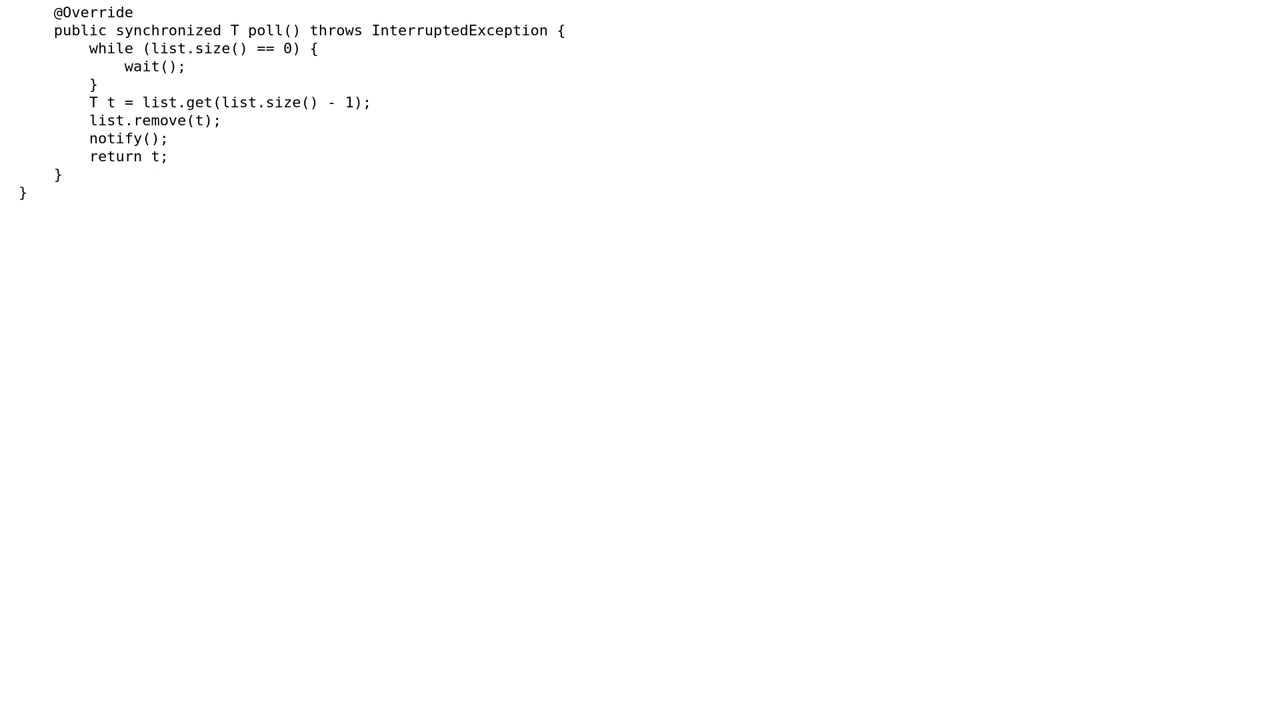 @Override
    public synchronized T poll() throws InterruptedException {
        while (list.size() == 0) {
            wait();
        }
        T t = list.get(list.size() - 1);
        list.remove(t);
        notify();
        return t;
    }
}